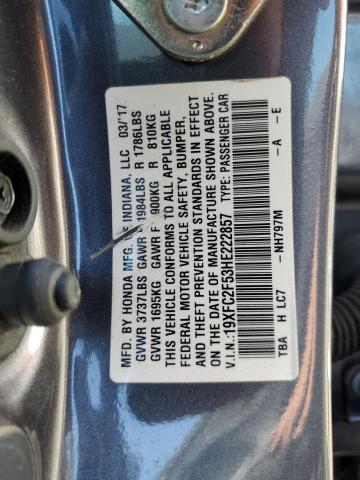 MFD. BY HONDA MFG. OF INDIANA, LLC 03/'17
GVWR 3737LBS GAWR F 1984LBS R 1786LBS
GVWR 1695KG GAWR F 900KG R 810KG
THIS VEHICLE CONFORMS TO ALL APPLICABLE
FEDERAL MOTOR VEHICLE SAFETY, BUMPER,
AND THEFT PREVENTION STANDARDS IN EFFECT
ON THE DATE OF MANUFACTURE SHOWN ABOVE.
V.I.N.:19XFC2F53HE222857 TYPE: PASSENGER CAR
TBA H LC7 —NH797M —A —E